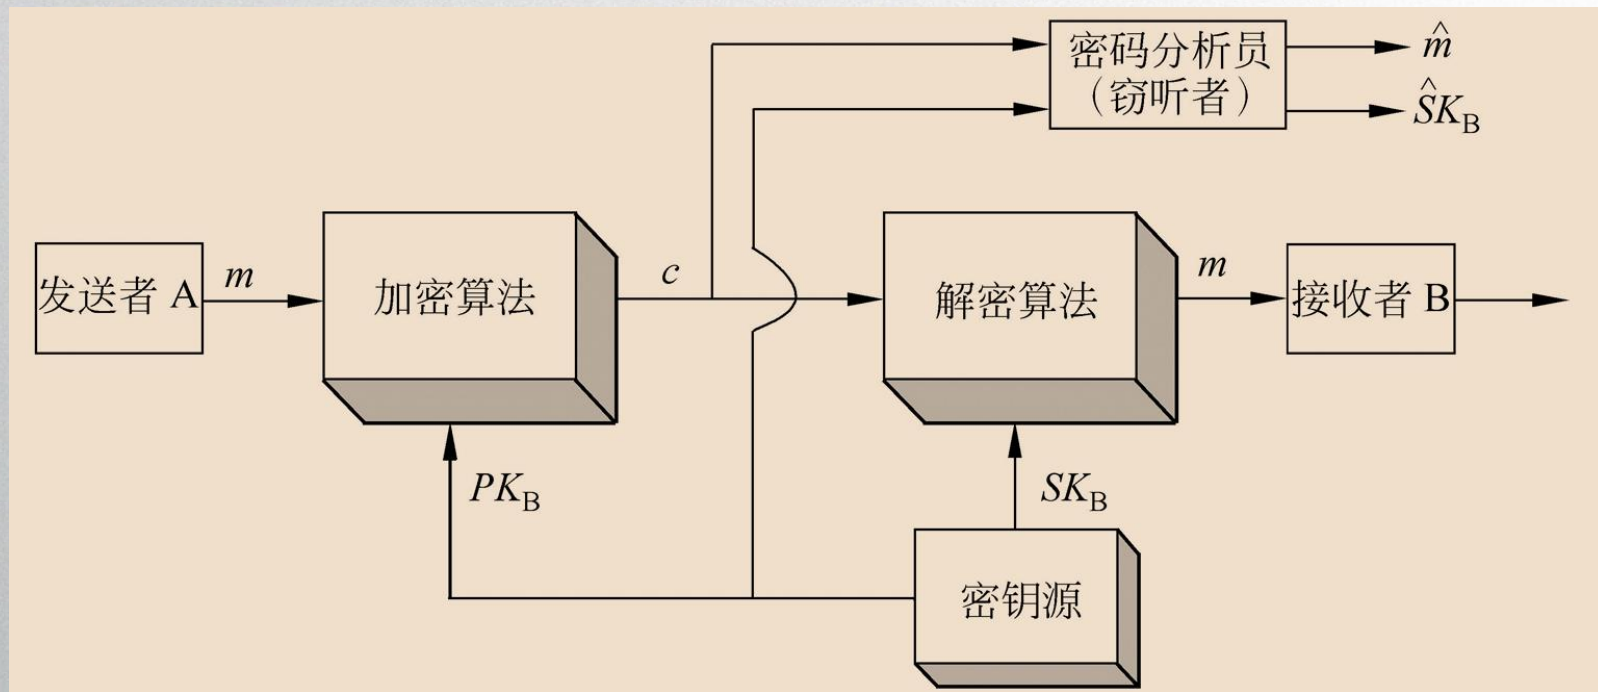 密码分析员
（窃听者）
m̂
ŜK_B
发送者 A
m
加密算法
c
解密算法
m
接收者 B
PK_B
SK_B
密钥源